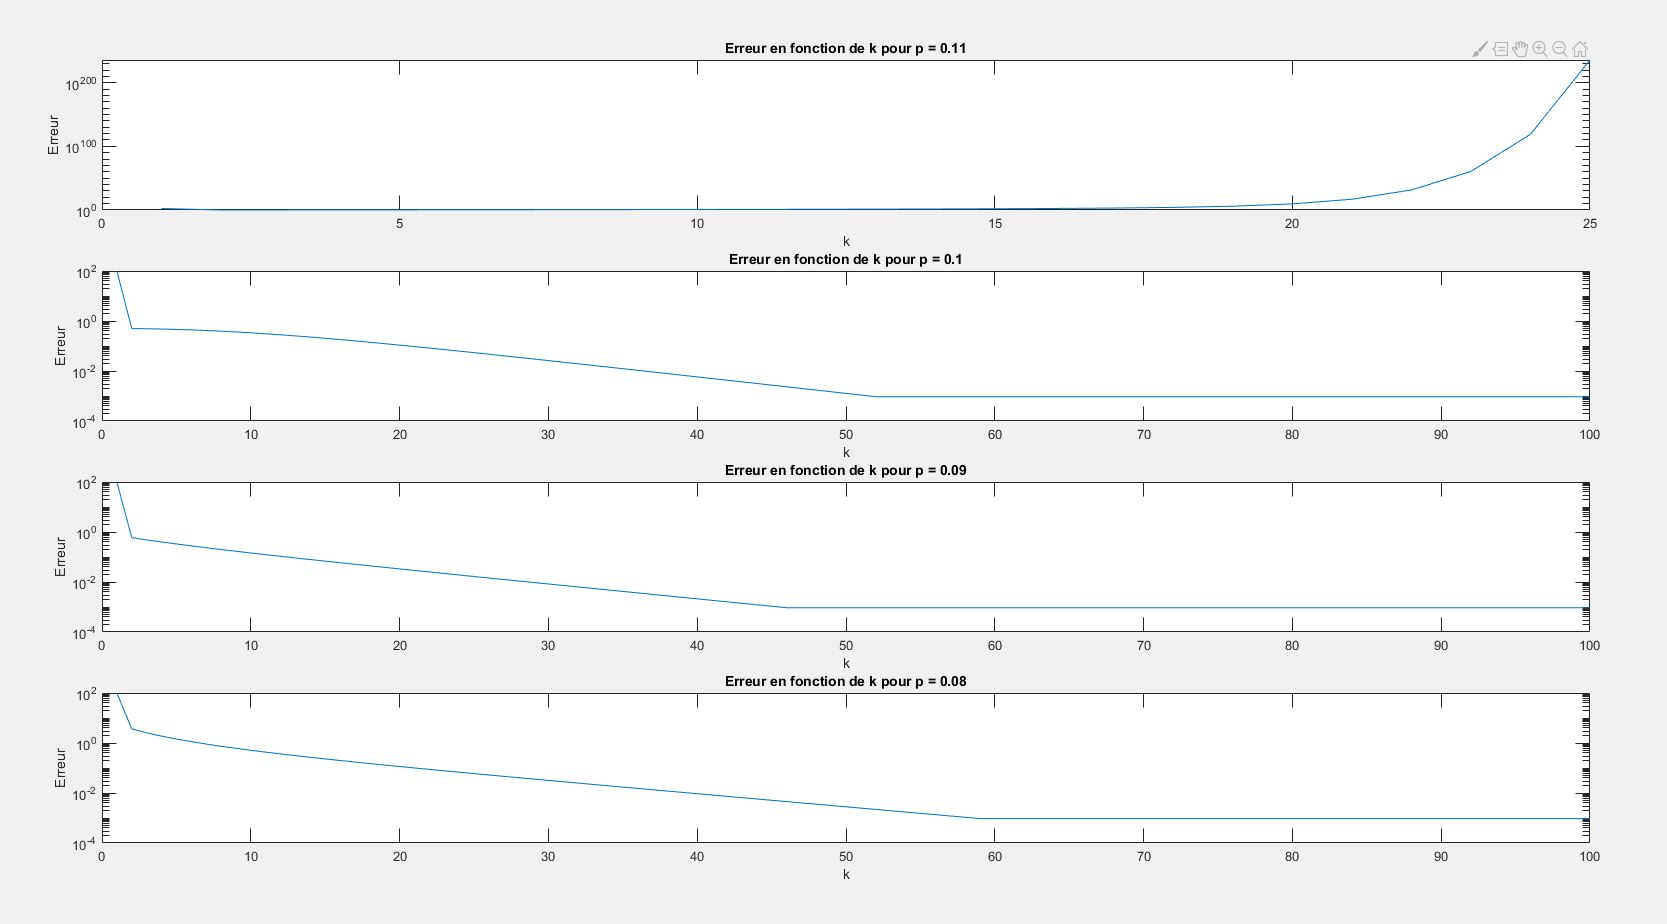 Erreur en fonction de k pour p = 0.11
10^200
10^100
10^0
Erreur
0 5 10 15 20 25
k
Erreur en fonction de k pour p = 0.1
10^2
10^0
10^-2
10^-4
Erreur
0 10 20 30 40 50 60 70 80 90 100
k
Erreur en fonction de k pour p = 0.09
10^2
10^0
10^-2
10^-4
Erreur
0 10 20 30 40 50 60 70 80 90 100
k
Erreur en fonction de k pour p = 0.08
10^2
10^0
10^-2
10^-4
Erreur
0 10 20 30 40 50 60 70 80 90 100
k